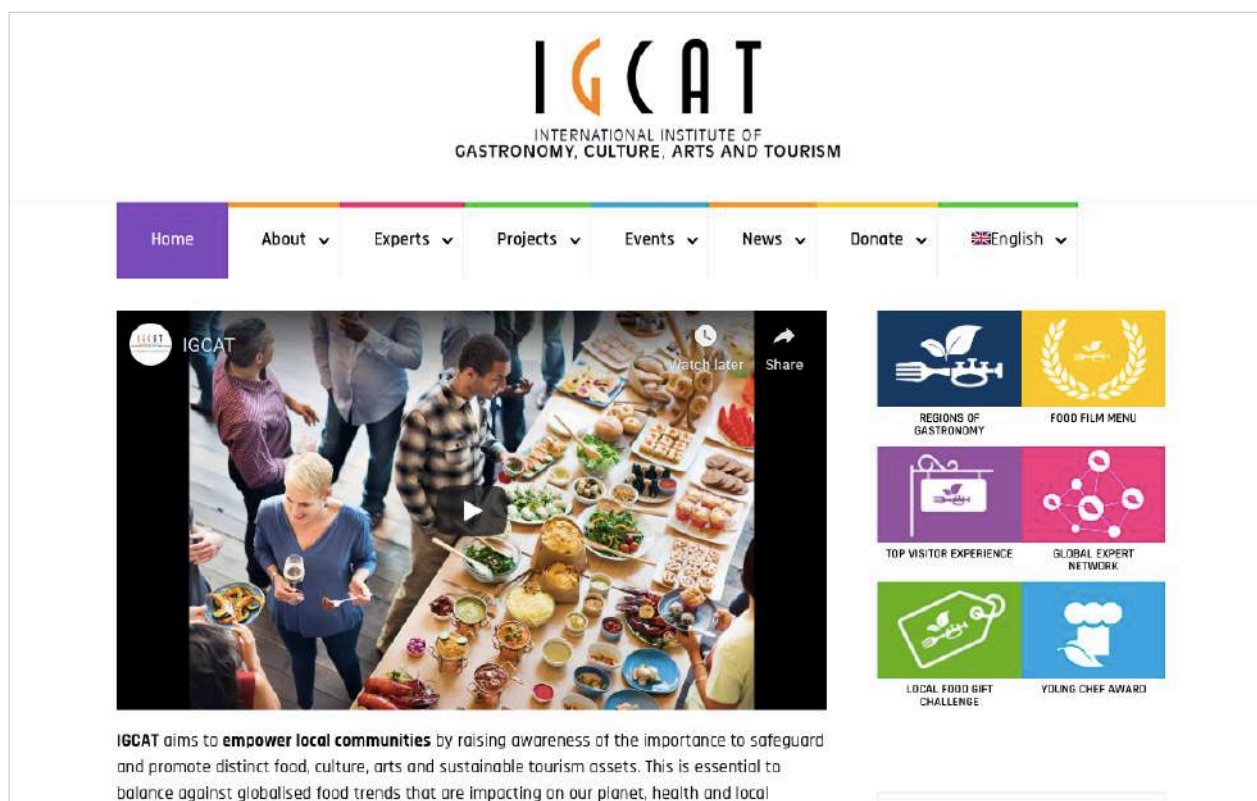 IGCAT
INTERNATIONAL INSTITUTE OF
GASTRONOMY, CULTURE, ARTS AND TOURISM
Home
About
Experts
Projects
Events
News
Donate
English
IGCAT
Watch later
Share
REGIONS OF
GASTRONOMY
FOOD FILM MENU
TOP VISITOR EXPERIENCE
GLOBAL EXPERT
NETWORK
LOCAL FOOD GIFT
CHALLENGE
YOUNG CHEF AWARD
IGCAT aims to empower local communities by raising awareness of the importance to safeguard
and promote distinct food, culture, arts and sustainable tourism assets. This is essential to
balance against globalised food trends that are impacting on our planet, health and local